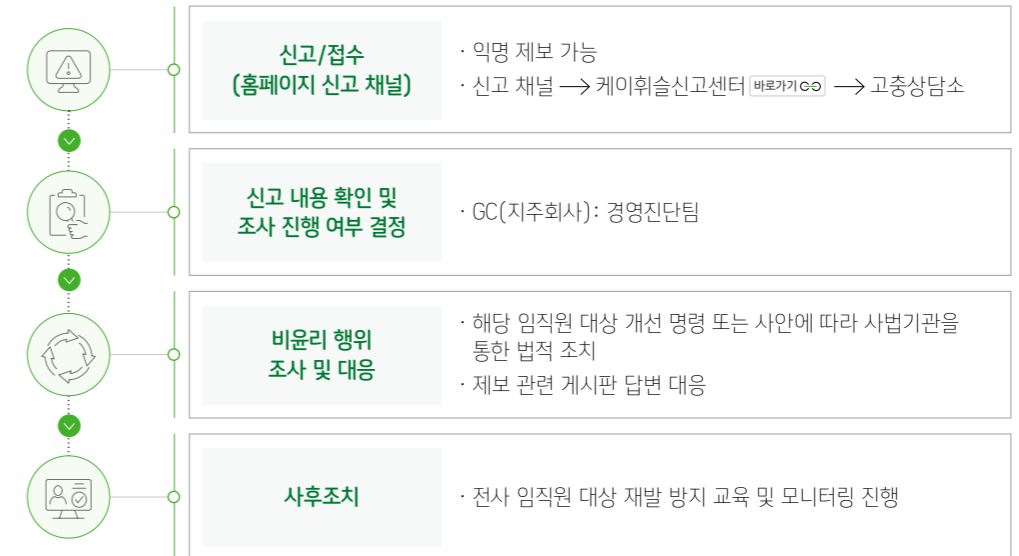 신고/접수
(홈페이지 신고 채널)
· 익명 제보 가능
· 신고 채널 → 케이휘슬신고센터 바로가기 → 고충상담소
신고 내용 확인 및
조사 진행 여부 결정
· GC(지주회사): 경영진단팀
비윤리 행위
조사 및 대응
· 해당 임직원 대상 개선 명령 또는 사안에 따라 사법기관을
통한 법적 조치
· 제보 관련 게시판 답변 대응
사후조치
· 전사 임직원 대상 재발 방지 교육 및 모니터링 진행